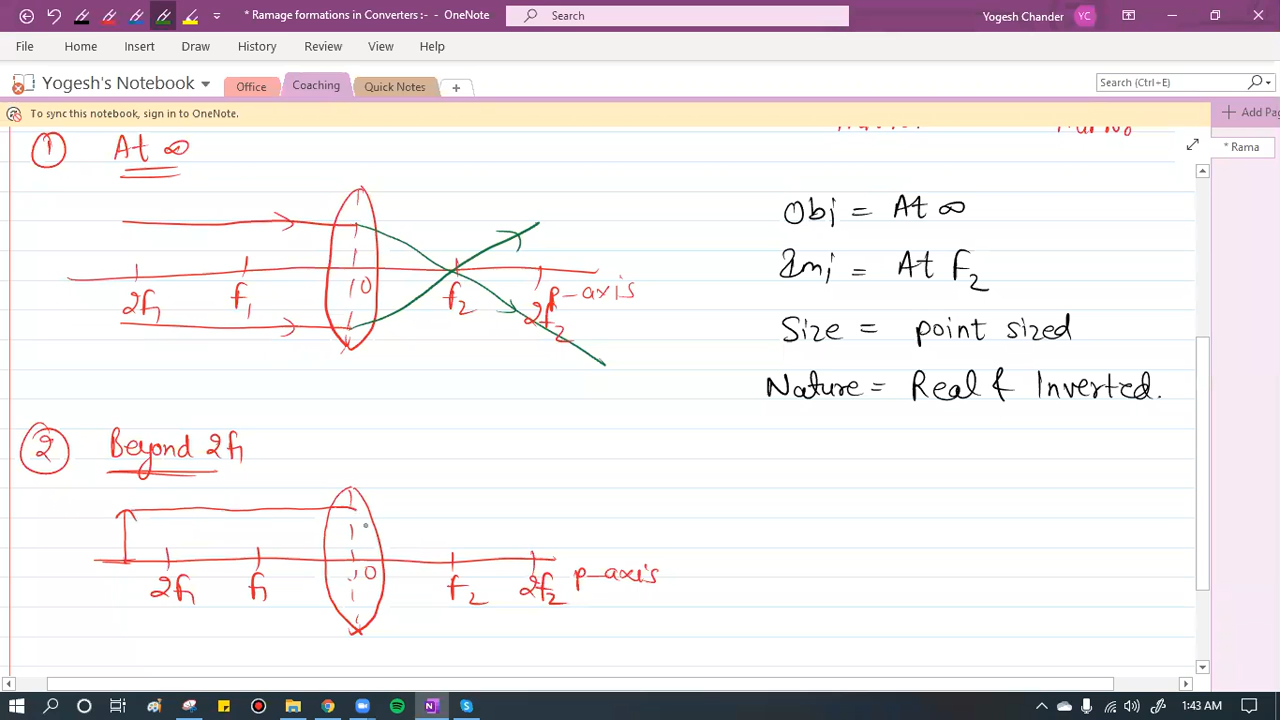 * Ramage formations in Converters :- - OneNote
Search
Yogesh Chander
YC
File Home Insert Draw History Review View Help
Yogesh's Notebook
Office
Coaching
Quick Notes
+
Search (Ctrl+E)
To sync this notebook, sign in to OneNote.
Add Pag
* Rama
① At ∞
2f1 f1 O f2 2f2 p-axis
Obj = At ∞
Imj = At F2
Size = point sized
Nature = Real & Inverted.
② Beyond 2f1
2f1 f1 O f2 2f2 p-axis
1:43 AM